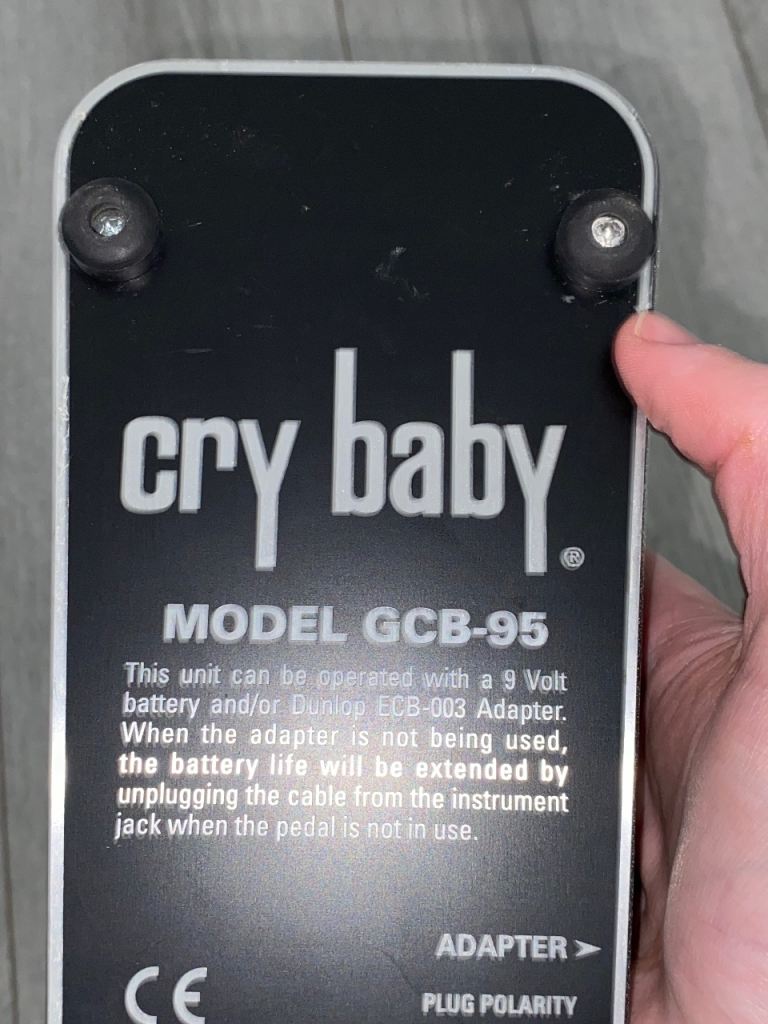 cry baby®
MODEL GCB-95
This unit can be operated with a 9 Volt
battery and/or Dunlop ECB-003 Adapter.
When the adapter is not being used,
the battery life will be extended by
unplugging the cable from the instrument
jack when the pedal is not in use.
ADAPTER ➤
CE
PLUG POLARITY